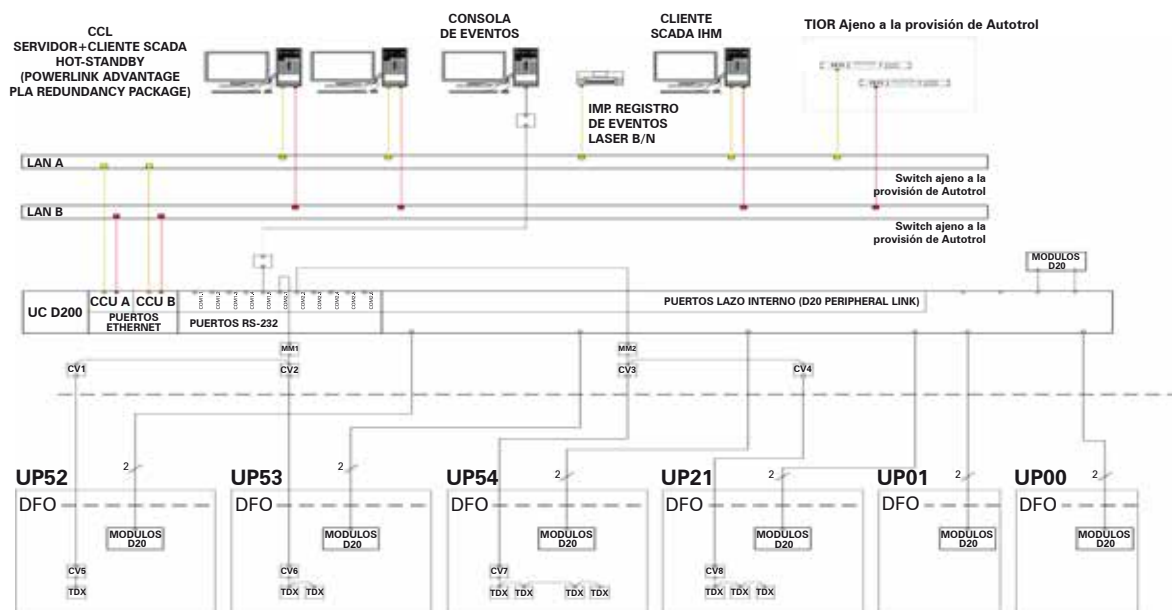 CCL
SERVIDOR+CLIENTE SCADA
HOT-STANDBY
(POWERLINK ADVANTAGE
PLA REDUNDANCY PACKAGE)
CONSOLA
DE EVENTOS
CLIENTE
SCADA IHM
TIOR Ajeno a la provisión de Autotrol
IMP. REGISTRO
DE EVENTOS
LASER B/N
LAN A
Switch ajeno a la
provisión de Autotrol
LAN B
Switch ajeno a la
provisión de Autotrol
MODULOS
D20
UC D200
CCU A
CCU B
PUERTOS
ETHERNET
PUERTOS RS-232
PUERTOS LAZO INTERNO (D20 PERIPHERAL LINK)
MM1
MM2
CV1
CV2
CV3
CV4
2
2
2
2
2
2
UP52
UP53
UP54
UP21
UP01
UP00
DFO
DFO
DFO
DFO
DFO
DFO
MODULOS
D20
MODULOS
D20
MODULOS
D20
MODULOS
D20
MODULOS
D20
MODULOS
D20
CV5
CV6
CV7
CV8
TDX
TDX TDX
TDX TDX TDX TDX
TDX TDX TDX